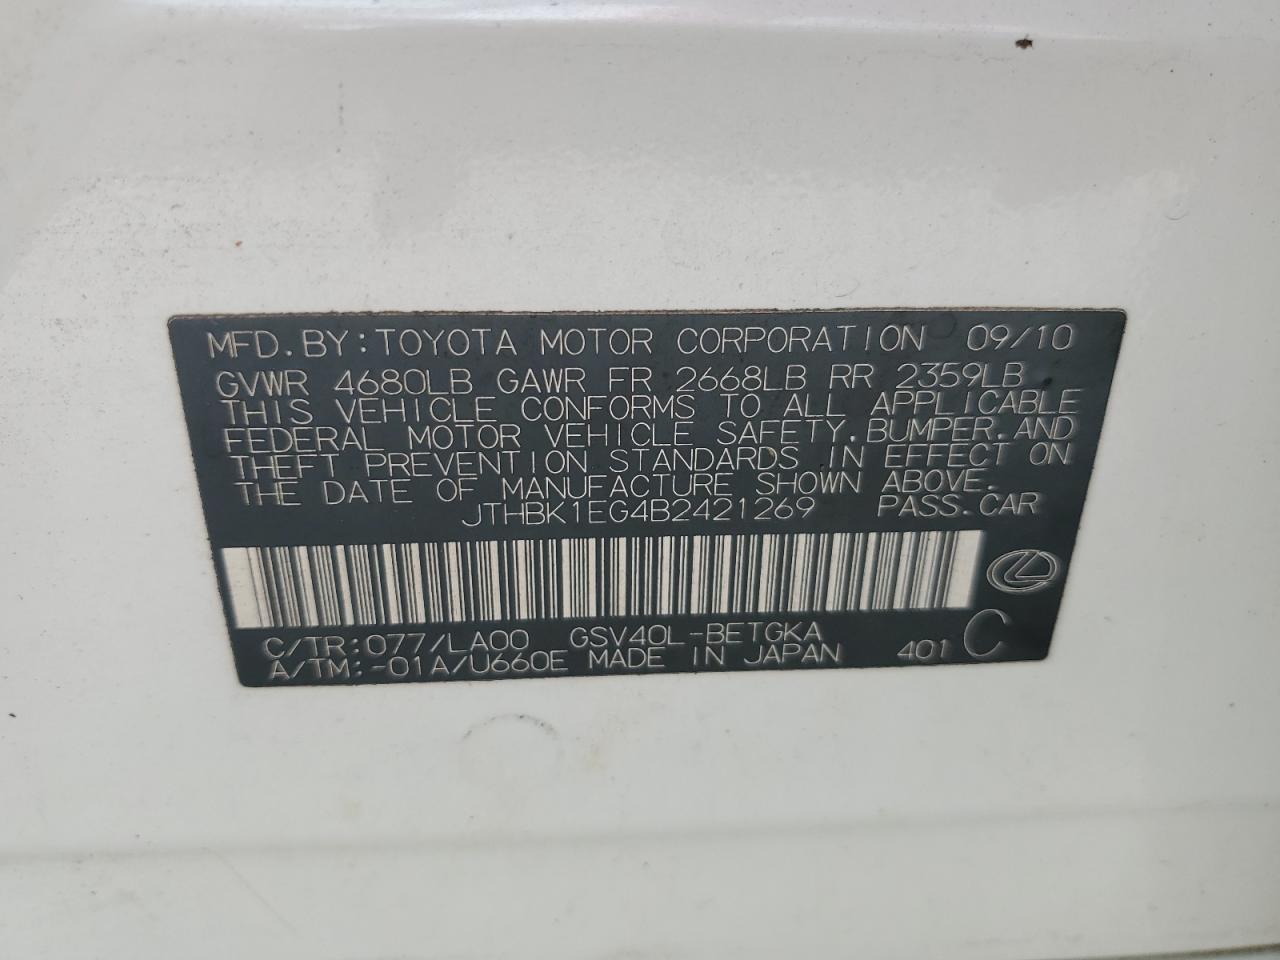 MFD. BY: TOYOTA MOTOR CORPORATION 09/10
GVWR 4680LB GAWR FR 2668LB RR 2359LB
THIS VEHICLE CONFORMS TO ALL APPLICABLE
FEDERAL MOTOR VEHICLE SAFETY, BUMPER, AND
THEFT PREVENTION STANDARDS IN EFFECT ON
THE DATE OF MANUFACTURE SHOWN ABOVE.
JTHBK1EG4B2421269 PASS. CAR
C/TR: 077/LA00 GSV40L-BETGKA
A/TM: -01A/U660E MADE IN JAPAN 401 C